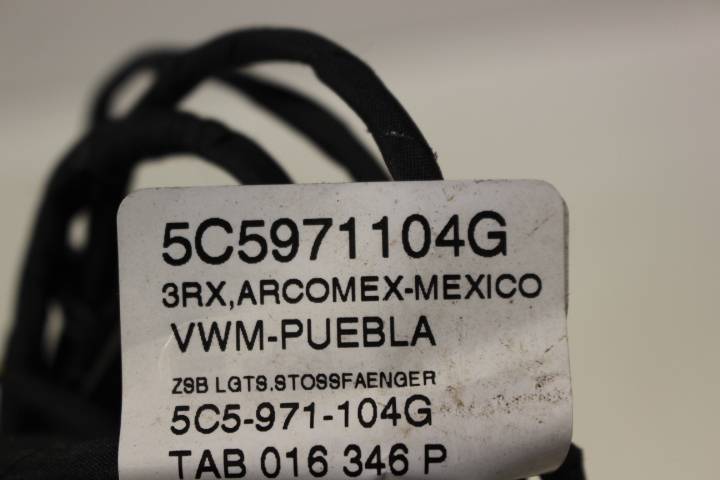 5C5971104G
3RX,ARCOMEX-MEXICO
VWM-PUEBLA
ZSB LGTS.STOSSFAENGER
5C5-971-104G
TAB 016 346 P